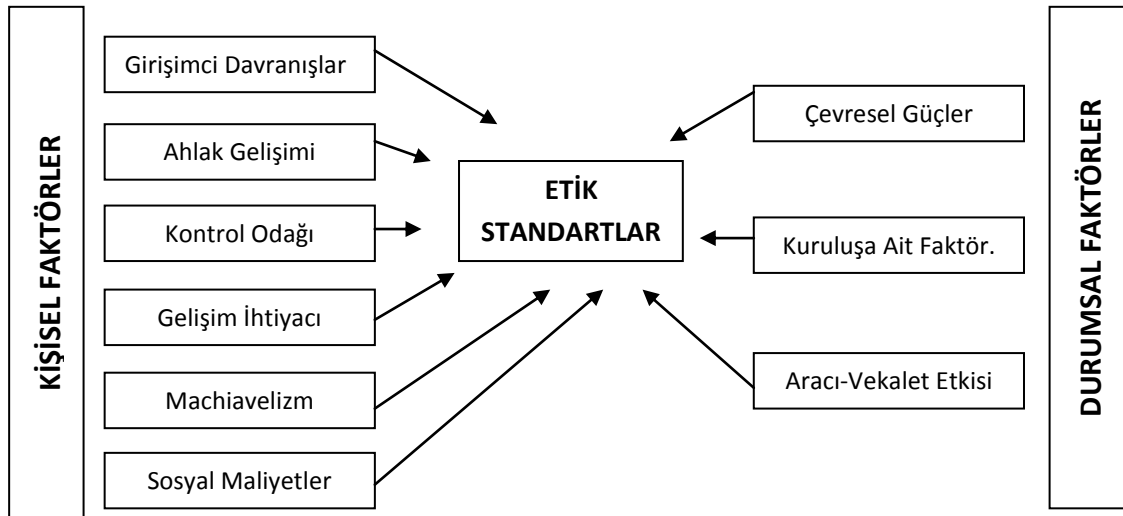 KİŞİSEL FAKTÖRLER
Girişimci Davranışlar
Ahlak Gelişimi
Kontrol Odağı
Gelişim İhtiyacı
Machiavelizm
Sosyal Maliyetler
ETİK
STANDARTLAR
Çevresel Güçler
Kuruluşa Ait Faktör.
Aracı-Vekalet Etkisi
DURUMSAL FAKTÖRLER